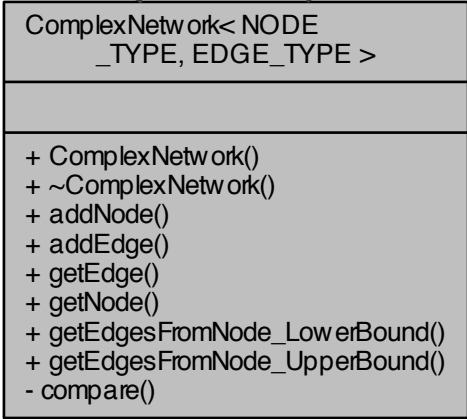 ComplexNetwork< NODE
_TYPE, EDGE_TYPE >
+ ComplexNetwork()
+ ~ComplexNetwork()
+ addNode()
+ addEdge()
+ getEdge()
+ getNode()
+ getEdgesFromNode_LowerBound()
+ getEdgesFromNode_UpperBound()
- compare()